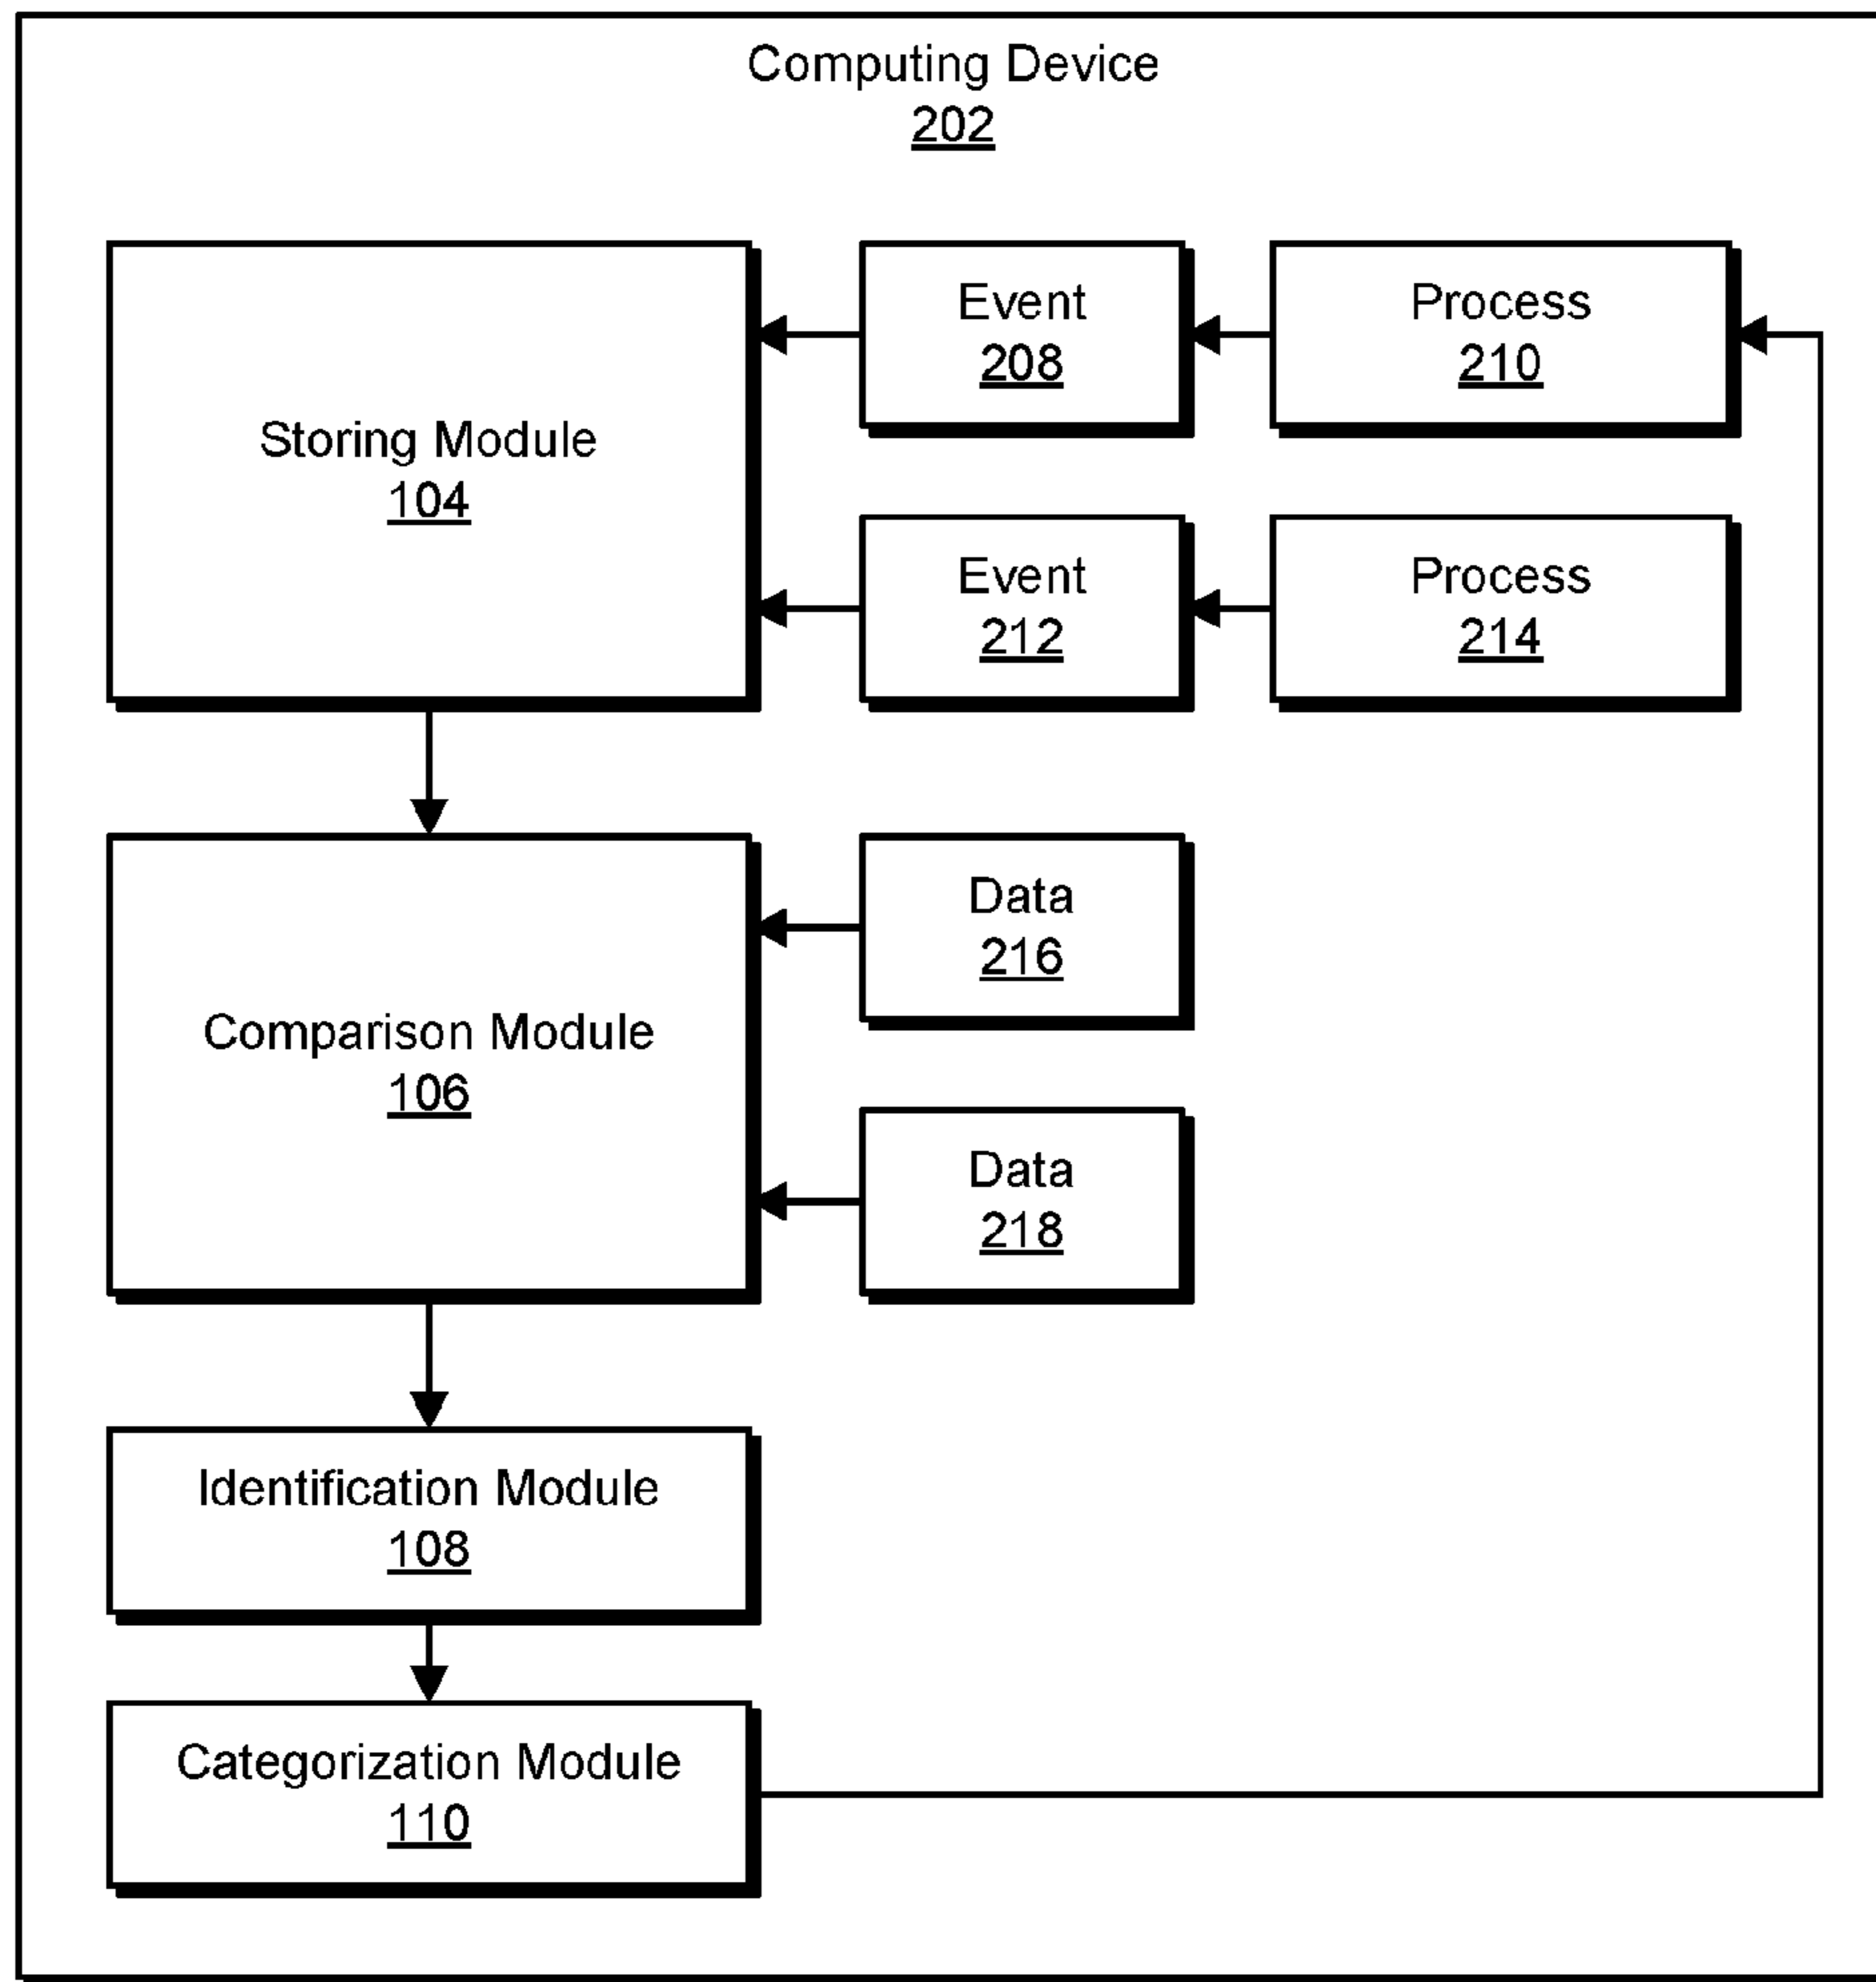 Computing Device
202
Storing Module
104
Event
208
Process
210
Event
212
Process
214
Comparison Module
106
Data
216
Data
218
Identification Module
108
Categorization Module
110